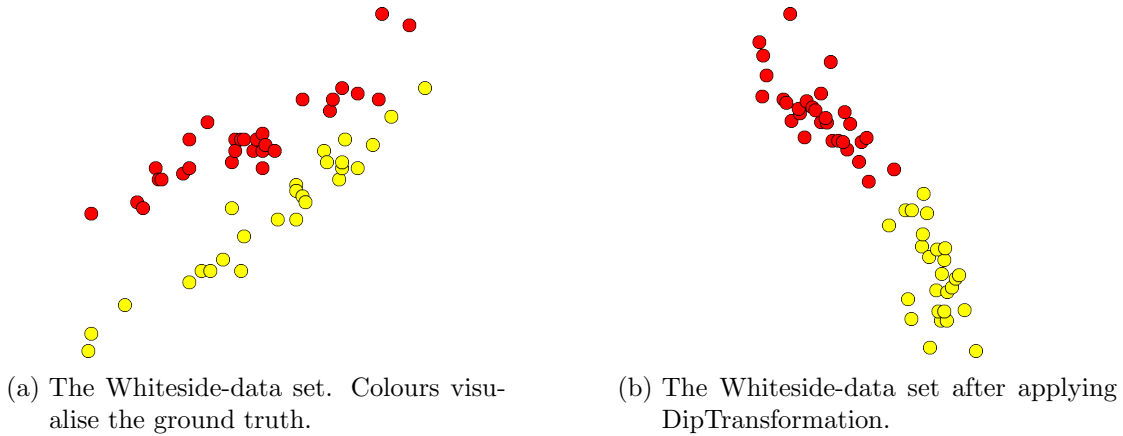 (a) The Whiteside-data set. Colours visu-
alise the ground truth.
(b) The Whiteside-data set after applying
DipTransformation.